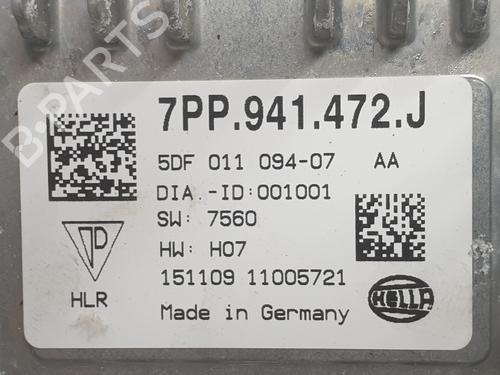 7PP.941.472.J
5DF 011 094-07 AA
DIA.-ID:001001
SW: 7560
HW: H07
151109 11005721
Made in Germany
HLR
HELLA
B-PARTS